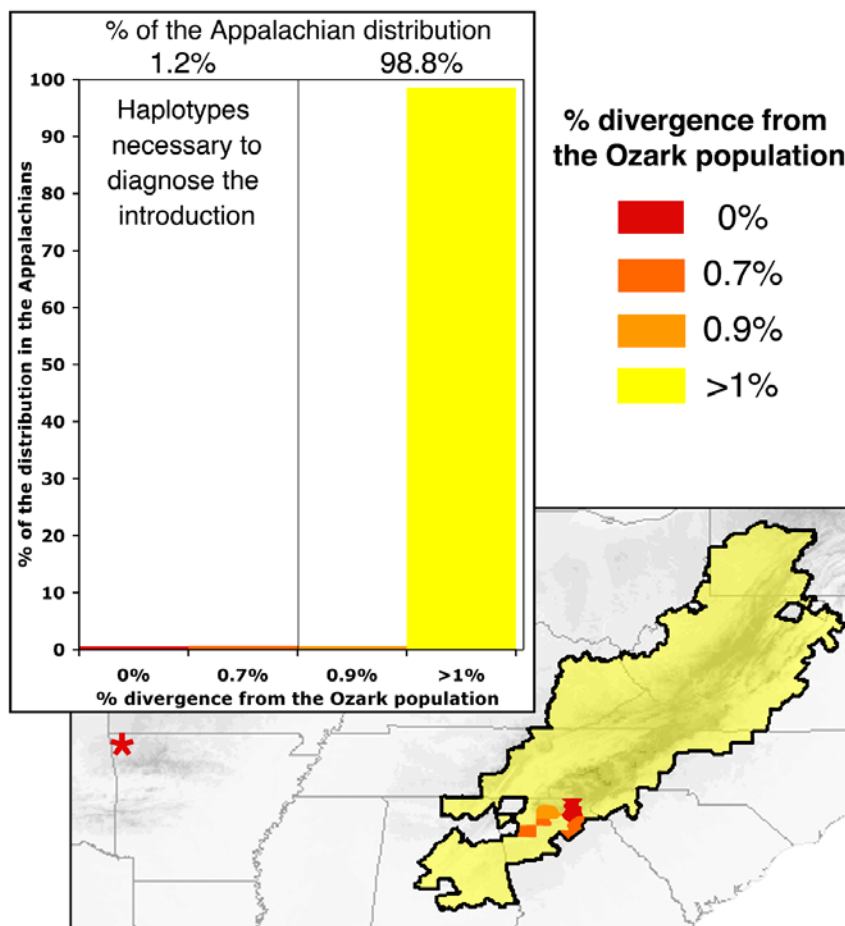 % of the Appalachian distribution
1.2% 98.8%
Haplotypes
necessary to
diagnose the
introduction
% of the distribution in the Appalachians
100
90
80
70
60
50
40
30
20
10
0
0% 0.7% 0.9% >1%
% divergence from the Ozark population
% divergence from
the Ozark population
0%
0.7%
0.9%
>1%